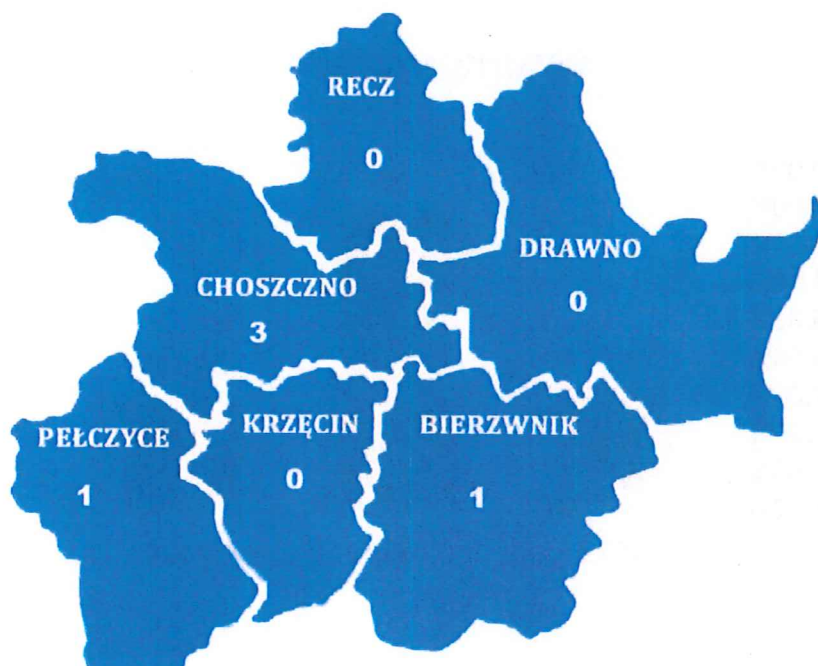 RECZ
0
DRAWNO
0
CHOSZCZNO
3
PEŁCZYCE
1
KRZĘCIN
0
BIERZWNIK
1